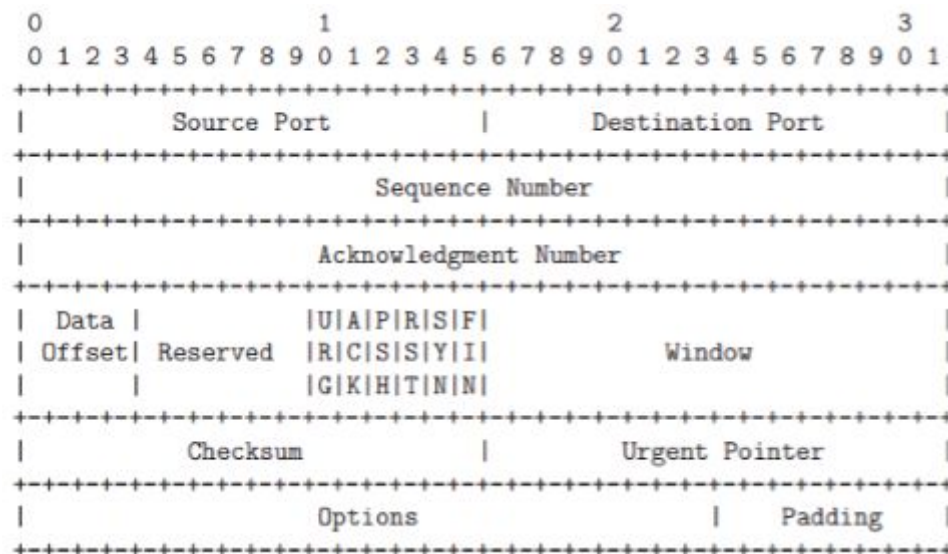 0                   1                   2                   3
0 1 2 3 4 5 6 7 8 9 0 1 2 3 4 5 6 7 8 9 0 1 2 3 4 5 6 7 8 9 0 1
+-+-+-+-+-+-+-+-+-+-+-+-+-+-+-+-+-+-+-+-+-+-+-+-+-+-+-+-+-+-+-+-+
| Source Port | Destination Port |
+-+-+-+-+-+-+-+-+-+-+-+-+-+-+-+-+-+-+-+-+-+-+-+-+-+-+-+-+-+-+-+-+
| Sequence Number |
+-+-+-+-+-+-+-+-+-+-+-+-+-+-+-+-+-+-+-+-+-+-+-+-+-+-+-+-+-+-+-+-+
| Acknowledgment Number |
+-+-+-+-+-+-+-+-+-+-+-+-+-+-+-+-+-+-+-+-+-+-+-+-+-+-+-+-+-+-+-+-+
| Data | |U|A|P|R|S|F| |
| Offset| Reserved |R|C|S|S|Y|I| Window |
| | |G|K|H|T|N|N| |
+-+-+-+-+-+-+-+-+-+-+-+-+-+-+-+-+-+-+-+-+-+-+-+-+-+-+-+-+-+-+-+-+
| Checksum | Urgent Pointer |
+-+-+-+-+-+-+-+-+-+-+-+-+-+-+-+-+-+-+-+-+-+-+-+-+-+-+-+-+-+-+-+-+
| Options | Padding |
+-+-+-+-+-+-+-+-+-+-+-+-+-+-+-+-+-+-+-+-+-+-+-+-+-+-+-+-+-+-+-+-+